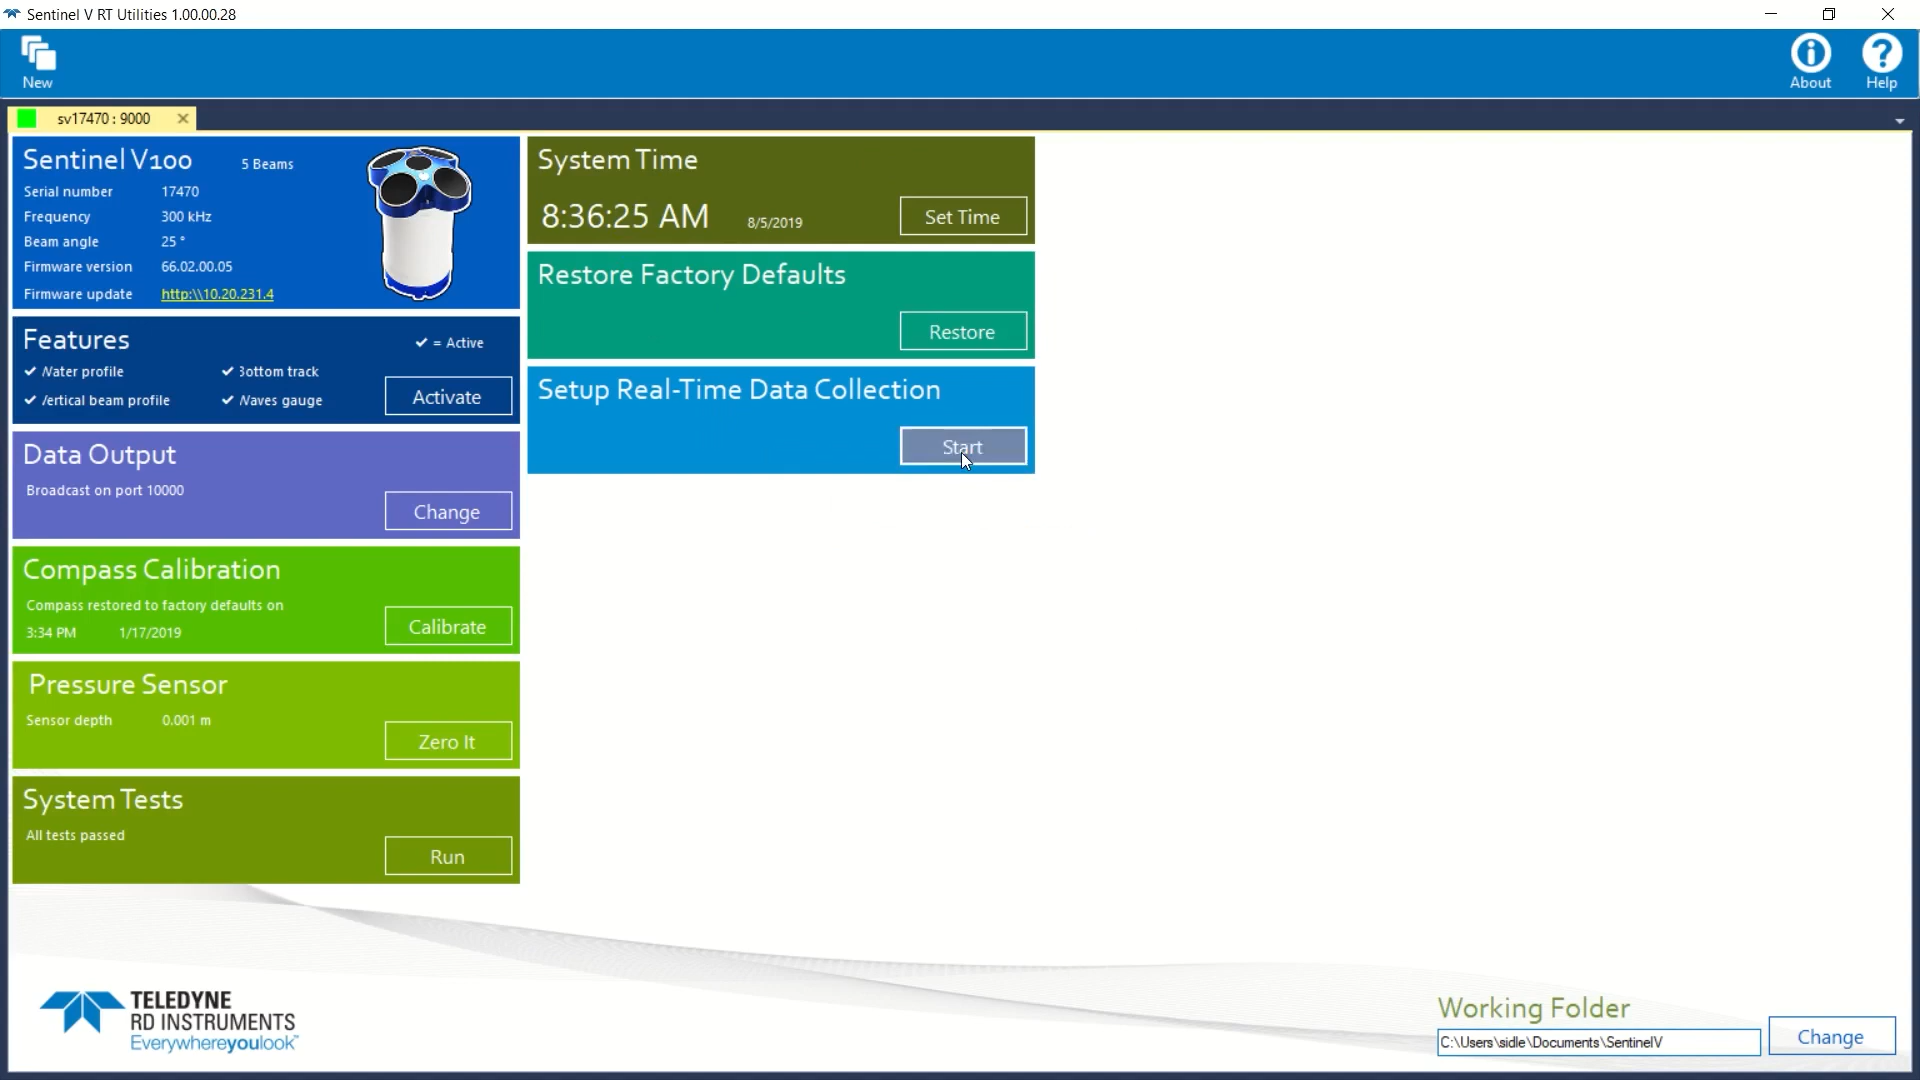 Sentinel V RT Utilities 1.00.00.28
New
About
Help
sv17470 : 9000
Sentinel V100 5 Beams
Serial number 17470
Frequency 300 kHz
Beam angle 25 °
Firmware version 66.02.00.05
Firmware update http:\\10.20.231.4
Features ✓ = Active
✓ Water profile ✓ Bottom track
✓ Vertical beam profile ✓ Waves gauge
Activate
Data Output
Broadcast on port 10000
Change
Compass Calibration
Compass restored to factory defaults on
3:34 PM 1/17/2019
Calibrate
Pressure Sensor
Sensor depth 0.001 m
Zero It
System Tests
All tests passed
Run
System Time
8:36:25 AM 8/5/2019
Set Time
Restore Factory Defaults
Restore
Setup Real-Time Data Collection
Start
TELEDYNE
RD INSTRUMENTS
Everywhereyoulook™
Working Folder
C:\Users\sidle\Documents\SentinelV
Change